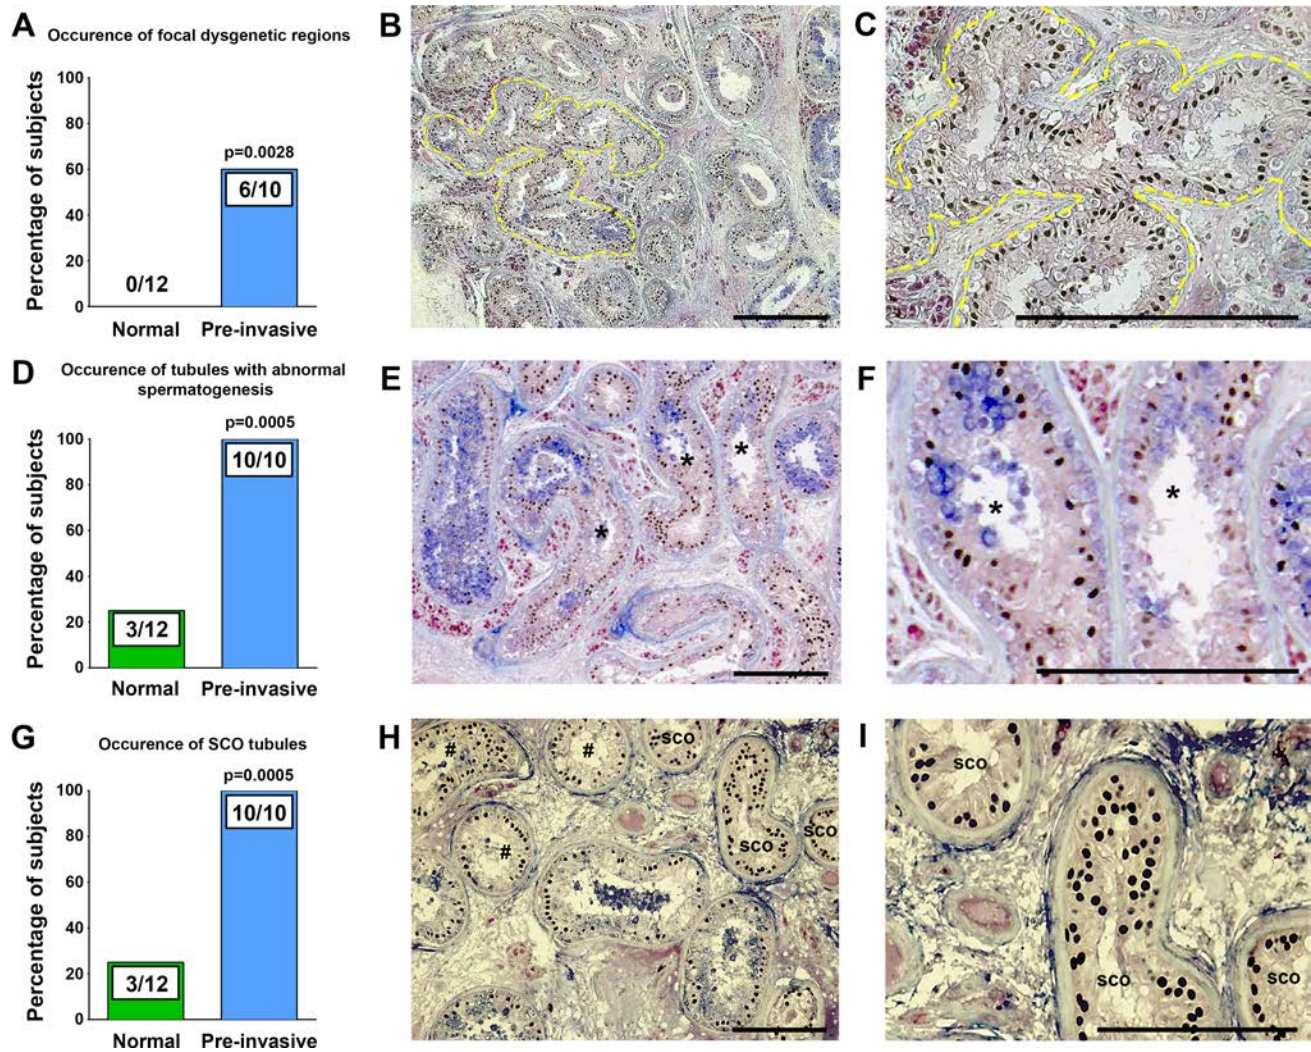 A
Occurence of focal dysgenetic regions
Percentage of subjects
100
80
60
40
20
0
p=0.0028
6/10
0/12
Normal
Pre-invasive
B
C
D
Occurence of tubules with abnormal
spermatogenesis
Percentage of subjects
100
80
60
40
20
0
p=0.0005
10/10
3/12
Normal
Pre-invasive
E
*
*
*
F
*
*
G
Occurence of SCO tubules
Percentage of subjects
100
80
60
40
20
0
p=0.0005
10/10
3/12
Normal
Pre-invasive
H
#
#
SCO
#
SCO
SCO
I
SCO
SCO
SCO